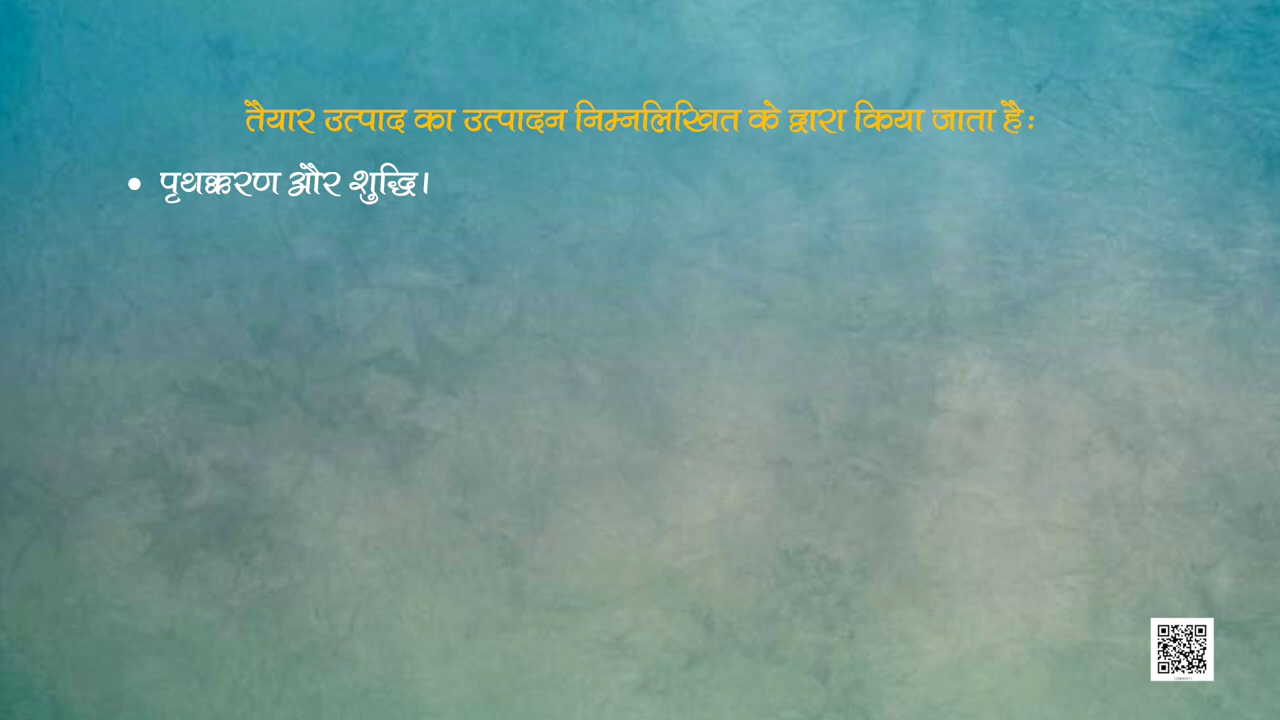 तैयार उत्पाद का उत्पादन निम्नलिखित के द्वारा किया जाता है:
• पृथक्करण और शुद्धि।